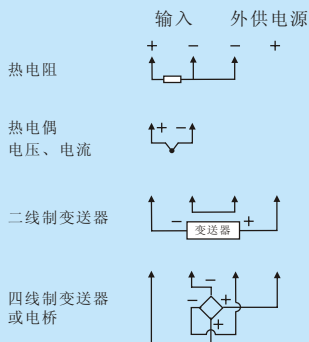 输入 外供电源
+ − − +
热电阻
热电偶
+ −
电压、电流
二线制变送器
− 变送器 +
四线制变送器
或电桥
−
− +
+